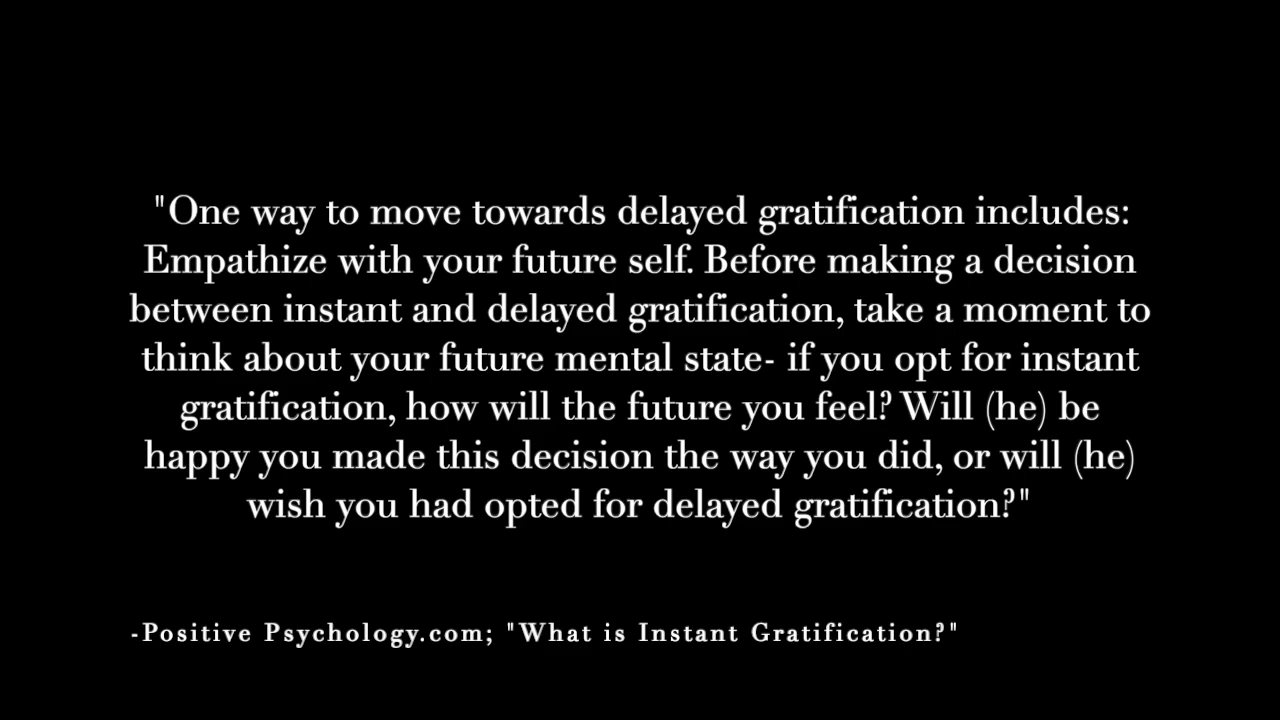 "One way to move towards delayed gratification includes:
Empathize with your future self. Before making a decision
between instant and delayed gratification, take a moment to
think about your future mental state- if you opt for instant
gratification, how will the future you feel? Will (he) be
happy you made this decision the way you did, or will (he)
wish you had opted for delayed gratification?"
-Positive Psychology.com; "What is Instant Gratification?"